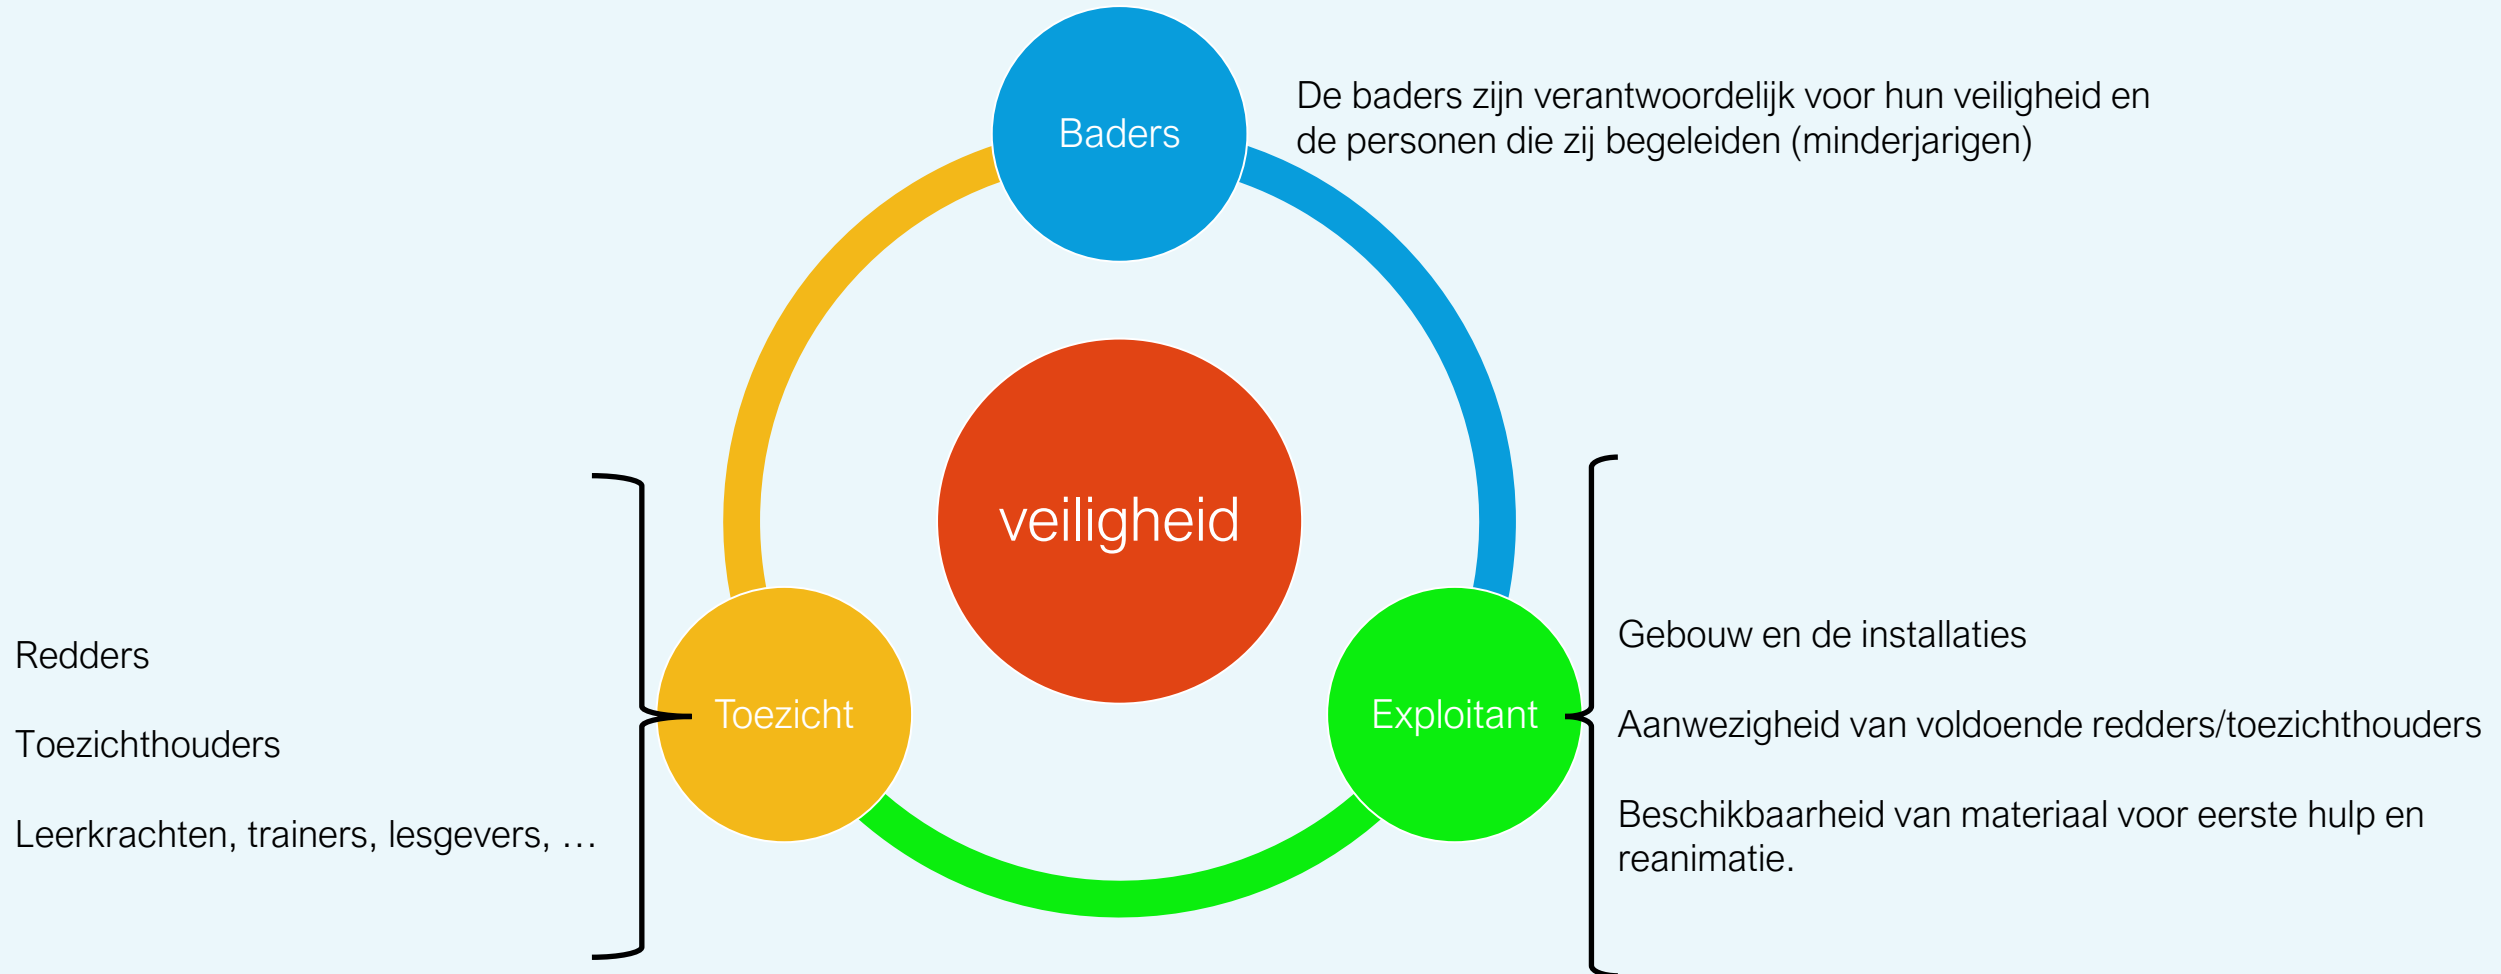 Baders
De baders zijn verantwoordelijk voor hun veiligheid en
de personen die zij begeleiden (minderjarigen)
veiligheid
Toezicht
Redders
Toezichthouders
Leerkrachten, trainers, lesgevers, …
Exploitant
Gebouw en de installaties
Aanwezigheid van voldoende redders/toezichthouders
Beschikbaarheid van materiaal voor eerste hulp en
reanimatie.